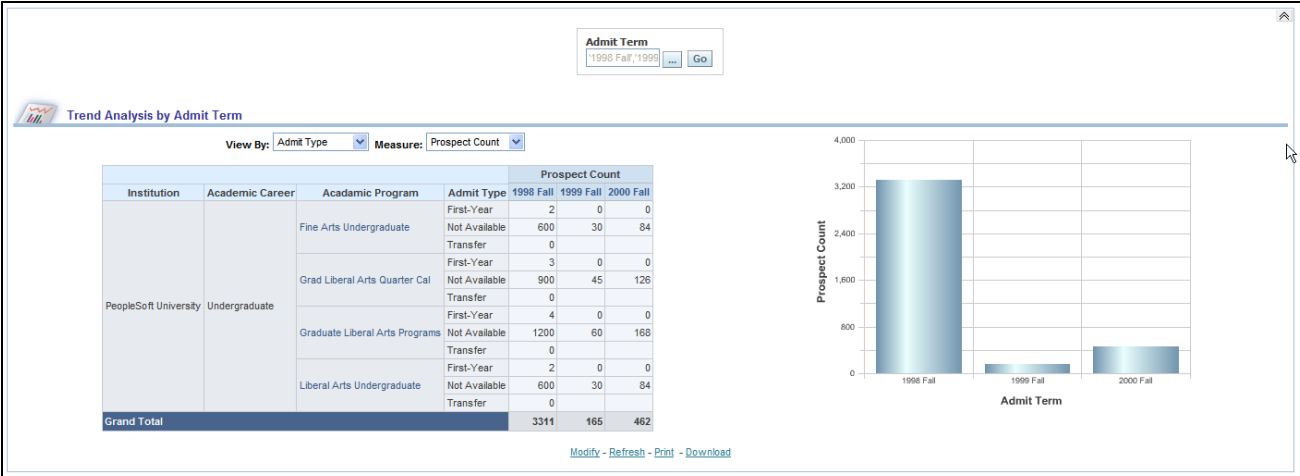 Admit Term
'1998 Fall','1999 ... Go
Trend Analysis by Admit Term
View By: Admit Type Measure: Prospect Count
Prospect Count
Institution Academic Career Acadamic Program Admit Type 1998 Fall 1999 Fall 2000 Fall
PeopleSoft University Undergraduate
Fine Arts Undergraduate
First-Year 2 0 0
Not Available 600 30 84
Transfer 0
Grad Liberal Arts Quarter Cal
First-Year 3 0 0
Not Available 900 45 126
Transfer 0
Graduate Liberal Arts Programs
First-Year 4 0 0
Not Available 1200 60 168
Transfer 0
Liberal Arts Undergraduate
First-Year 2 0 0
Not Available 600 30 84
Transfer 0
Grand Total 3311 165 462
Prospect Count
4,000
3,200
2,400
1,600
800
0
1998 Fall 1999 Fall 2000 Fall
Admit Term
Modify - Refresh - Print - Download